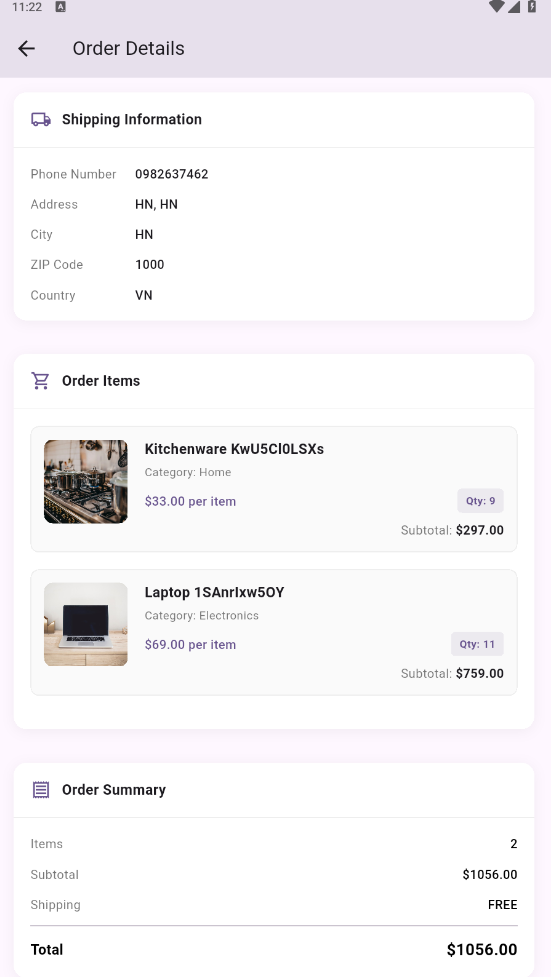 11:22
Order Details
Shipping Information
Phone Number 0982637462
Address HN, HN
City HN
ZIP Code 1000
Country VN
Order Items
Kitchenware KwU5Cl0LSXs
Category: Home
$33.00 per item Qty: 9
Subtotal: $297.00
Laptop 1SAnrIxw5OY
Category: Electronics
$69.00 per item Qty: 11
Subtotal: $759.00
Order Summary
Items 2
Subtotal $1056.00
Shipping FREE
Total $1056.00